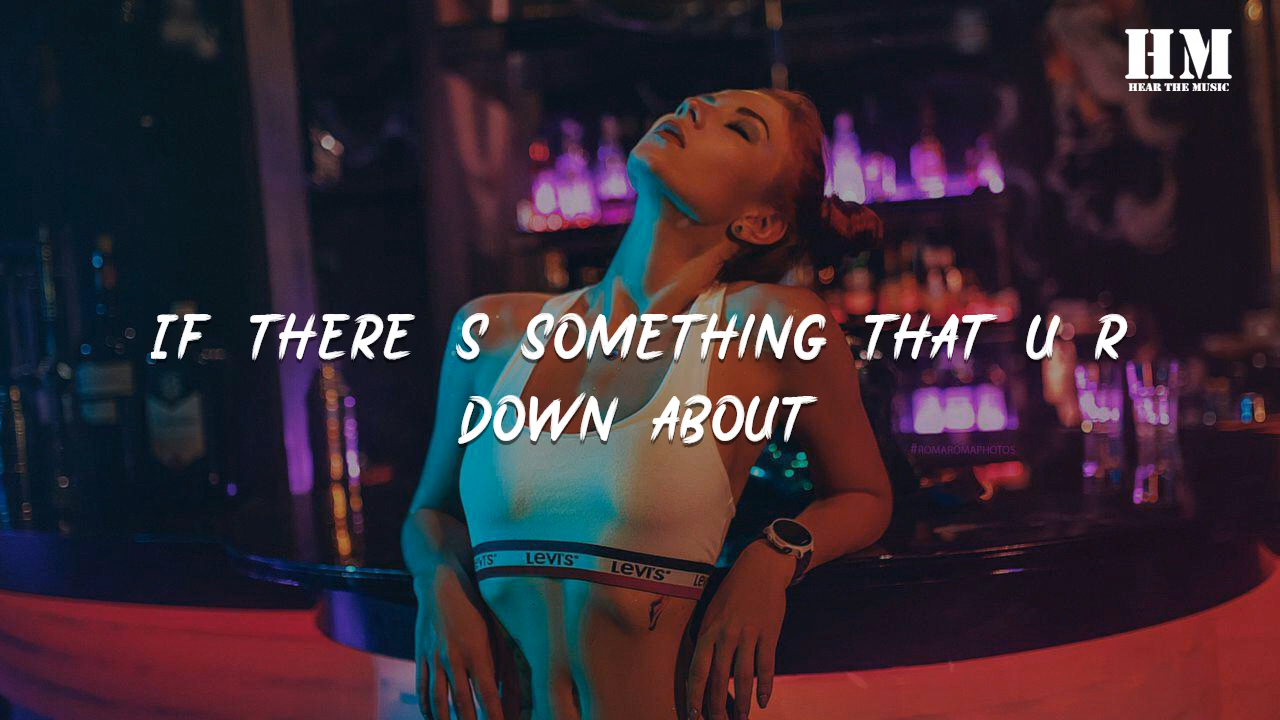 HM
HEAR THE MUSIC
IF THERE S SOMETHING THAT U R
DOWN ABOUT
#ROMAROMAPHOTOS
Levi's Levi's